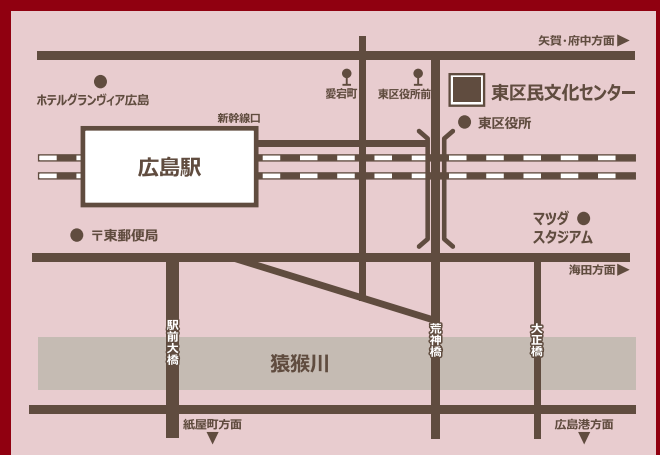 矢賀・府中方面▶
ホテルグランヴィア広島
愛宕町
東区役所前
東区民文化センター
新幹線口
東区役所
広島駅
マツダ
スタジアム
〒東郵便局
海田方面▶
駅前大橋
荒神橋
大正橋
猿猴川
紙屋町方面
▼
広島港方面
▼